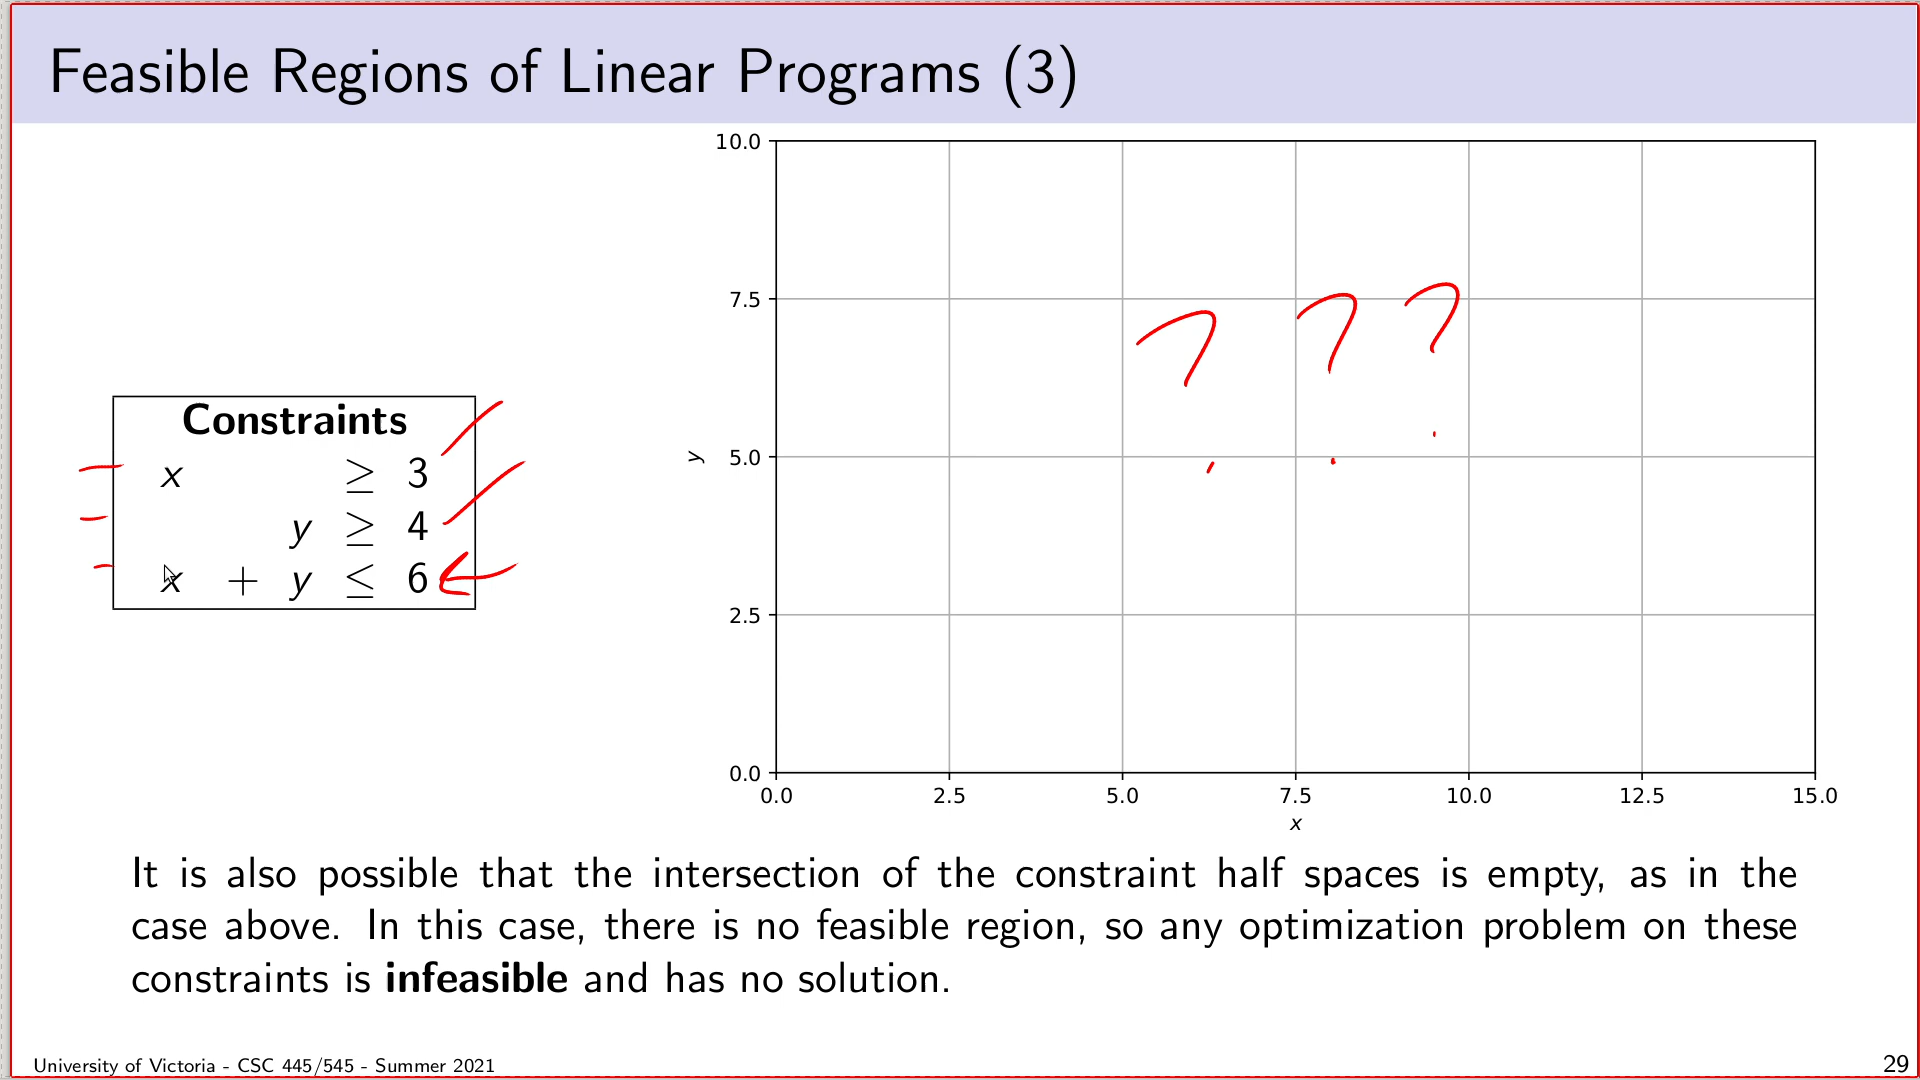 Feasible Regions of Linear Programs (3)
Constraints
x ≥ 3
y ≥ 4
x + y ≤ 6
10.0
7.5
5.0
2.5
0.0
y
0.0 2.5 5.0 7.5 10.0 12.5 15.0
x
? ? ?
It is also possible that the intersection of the constraint half spaces is empty, as in the
case above. In this case, there is no feasible region, so any optimization problem on these
constraints is infeasible and has no solution.
University of Victoria - CSC 445/545 - Summer 2021
29